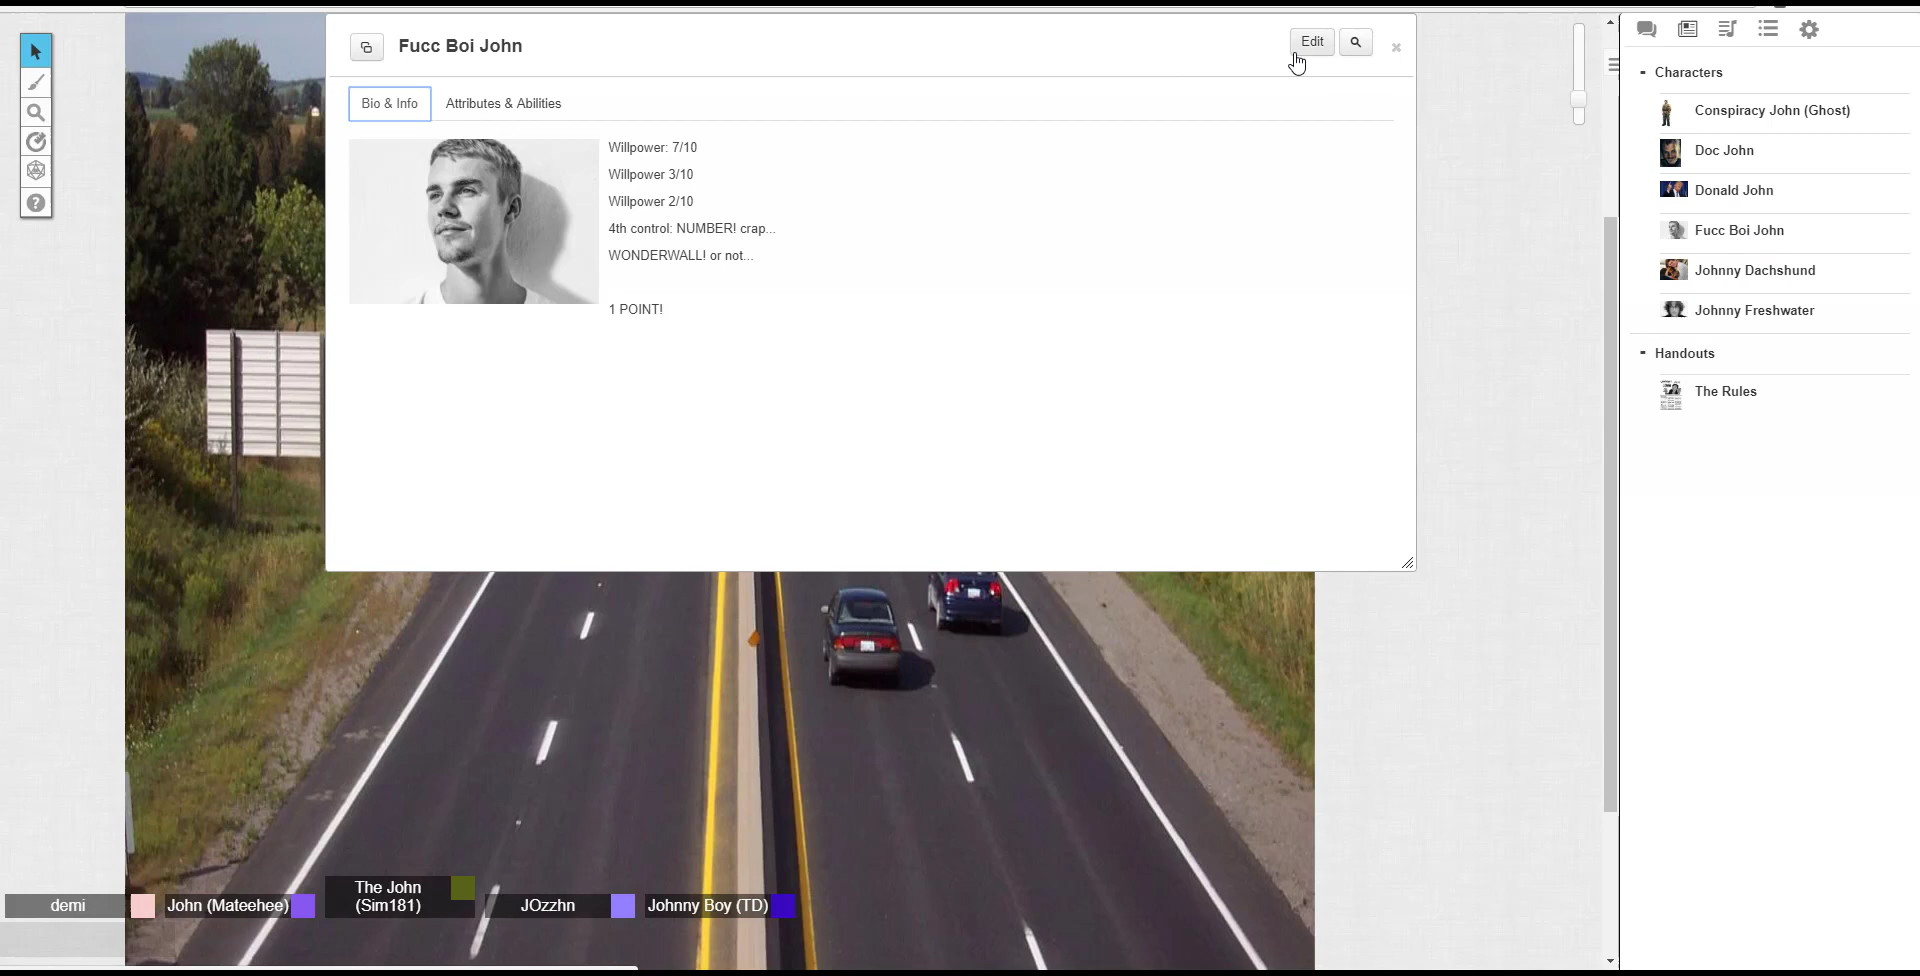 Fucc Boi John
Edit
Bio & Info
Attributes & Abilities
Willpower: 7/10
Willpower 3/10
Willpower 2/10
4th control: NUMBER! crap...
WONDERWALL! or not...
1 POINT!
Characters
Conspiracy John (Ghost)
Doc John
Donald John
Fucc Boi John
Johnny Dachshund
Johnny Freshwater
Handouts
The Rules
demi
John (Mateehee)
The John
(Sim181)
JOzzhn
Johnny Boy (TD)